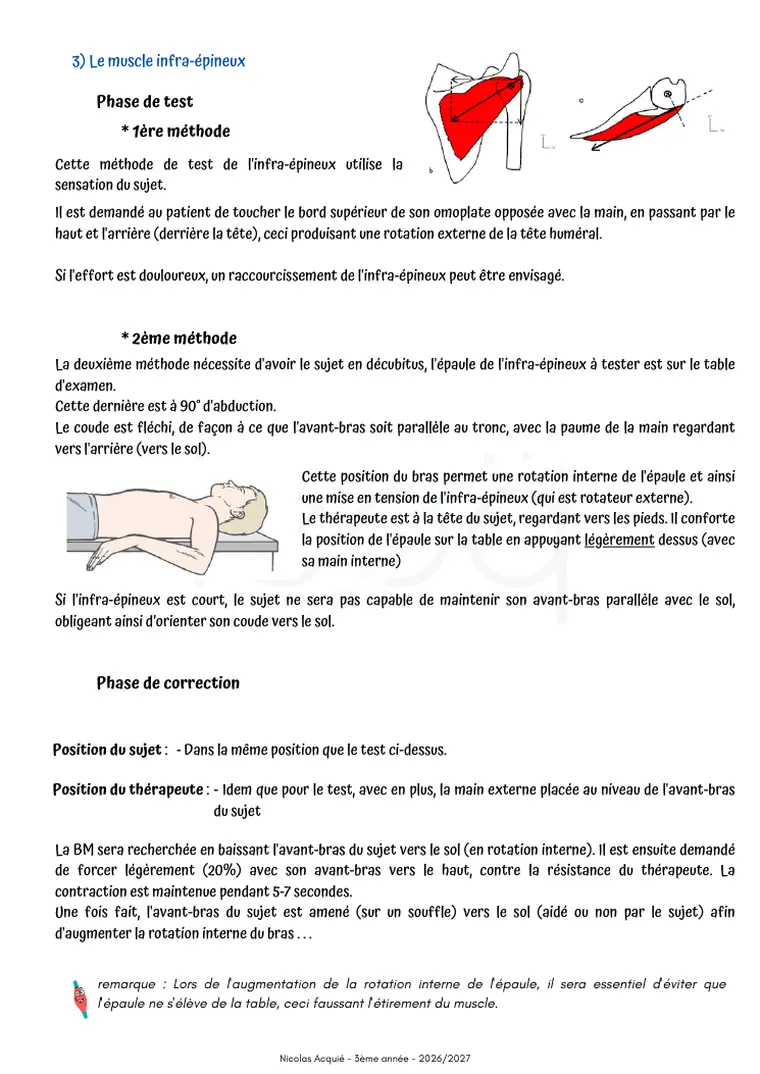 3) Le muscle infra-épineux
Phase de test
* 1ère méthode
Cette méthode de test de l'infra-épineux utilise la
sensation du sujet.
Il est demandé au patient de toucher le bord supérieur de son omoplate opposée avec la main, en passant par le
haut et l'arrière (derrière la tête), ceci produisant une rotation externe de la tête huméral.
Si l'effort est douloureux, un raccourcissement de l'infra-épineux peut être envisagé.
* 2ème méthode
La deuxième méthode nécessite d'avoir le sujet en décubitus, l'épaule de l'infra-épineux à tester est sur le table
d'examen.
Cette dernière est à 90° d'abduction.
Le coude est fléchi, de façon à ce que l'avant-bras soit parallèle au tronc, avec la paume de la main regardant
vers l'arrière (vers le sol).
Cette position du bras permet une rotation interne de l'épaule et ainsi
une mise en tension de l'infra-épineux (qui est rotateur externe).
Le thérapeute est à la tête du sujet, regardant vers les pieds. Il conforte
la position de l'épaule sur la table en appuyant légèrement dessus (avec
sa main interne)
Si l'infra-épineux est court, le sujet ne sera pas capable de maintenir son avant-bras parallèle avec le sol,
obligeant ainsi d'orienter son coude vers le sol.
Phase de correction
Position du sujet : - Dans la même position que le test ci-dessus.
Position du thérapeute : - Idem que pour le test, avec en plus, la main externe placée au niveau de l'avant-bras
du sujet
La BM sera recherchée en baissant l'avant-bras du sujet vers le sol (en rotation interne). Il est ensuite demandé
de forcer légèrement (20%) avec son avant-bras vers le haut, contre la résistance du thérapeute. La
contraction est maintenue pendant 5-7 secondes.
Une fois fait, l'avant-bras du sujet est amené (sur un souffle) vers le sol (aidé ou non par le sujet) afin
d'augmenter la rotation interne du bras ...
remarque : Lors de l'augmentation de la rotation interne de l'épaule, il sera essentiel d'éviter que
l'épaule ne s'élève de la table, ceci faussant l'étirement du muscle.
Nicolas Acquié - 3ème année - 2026/2027